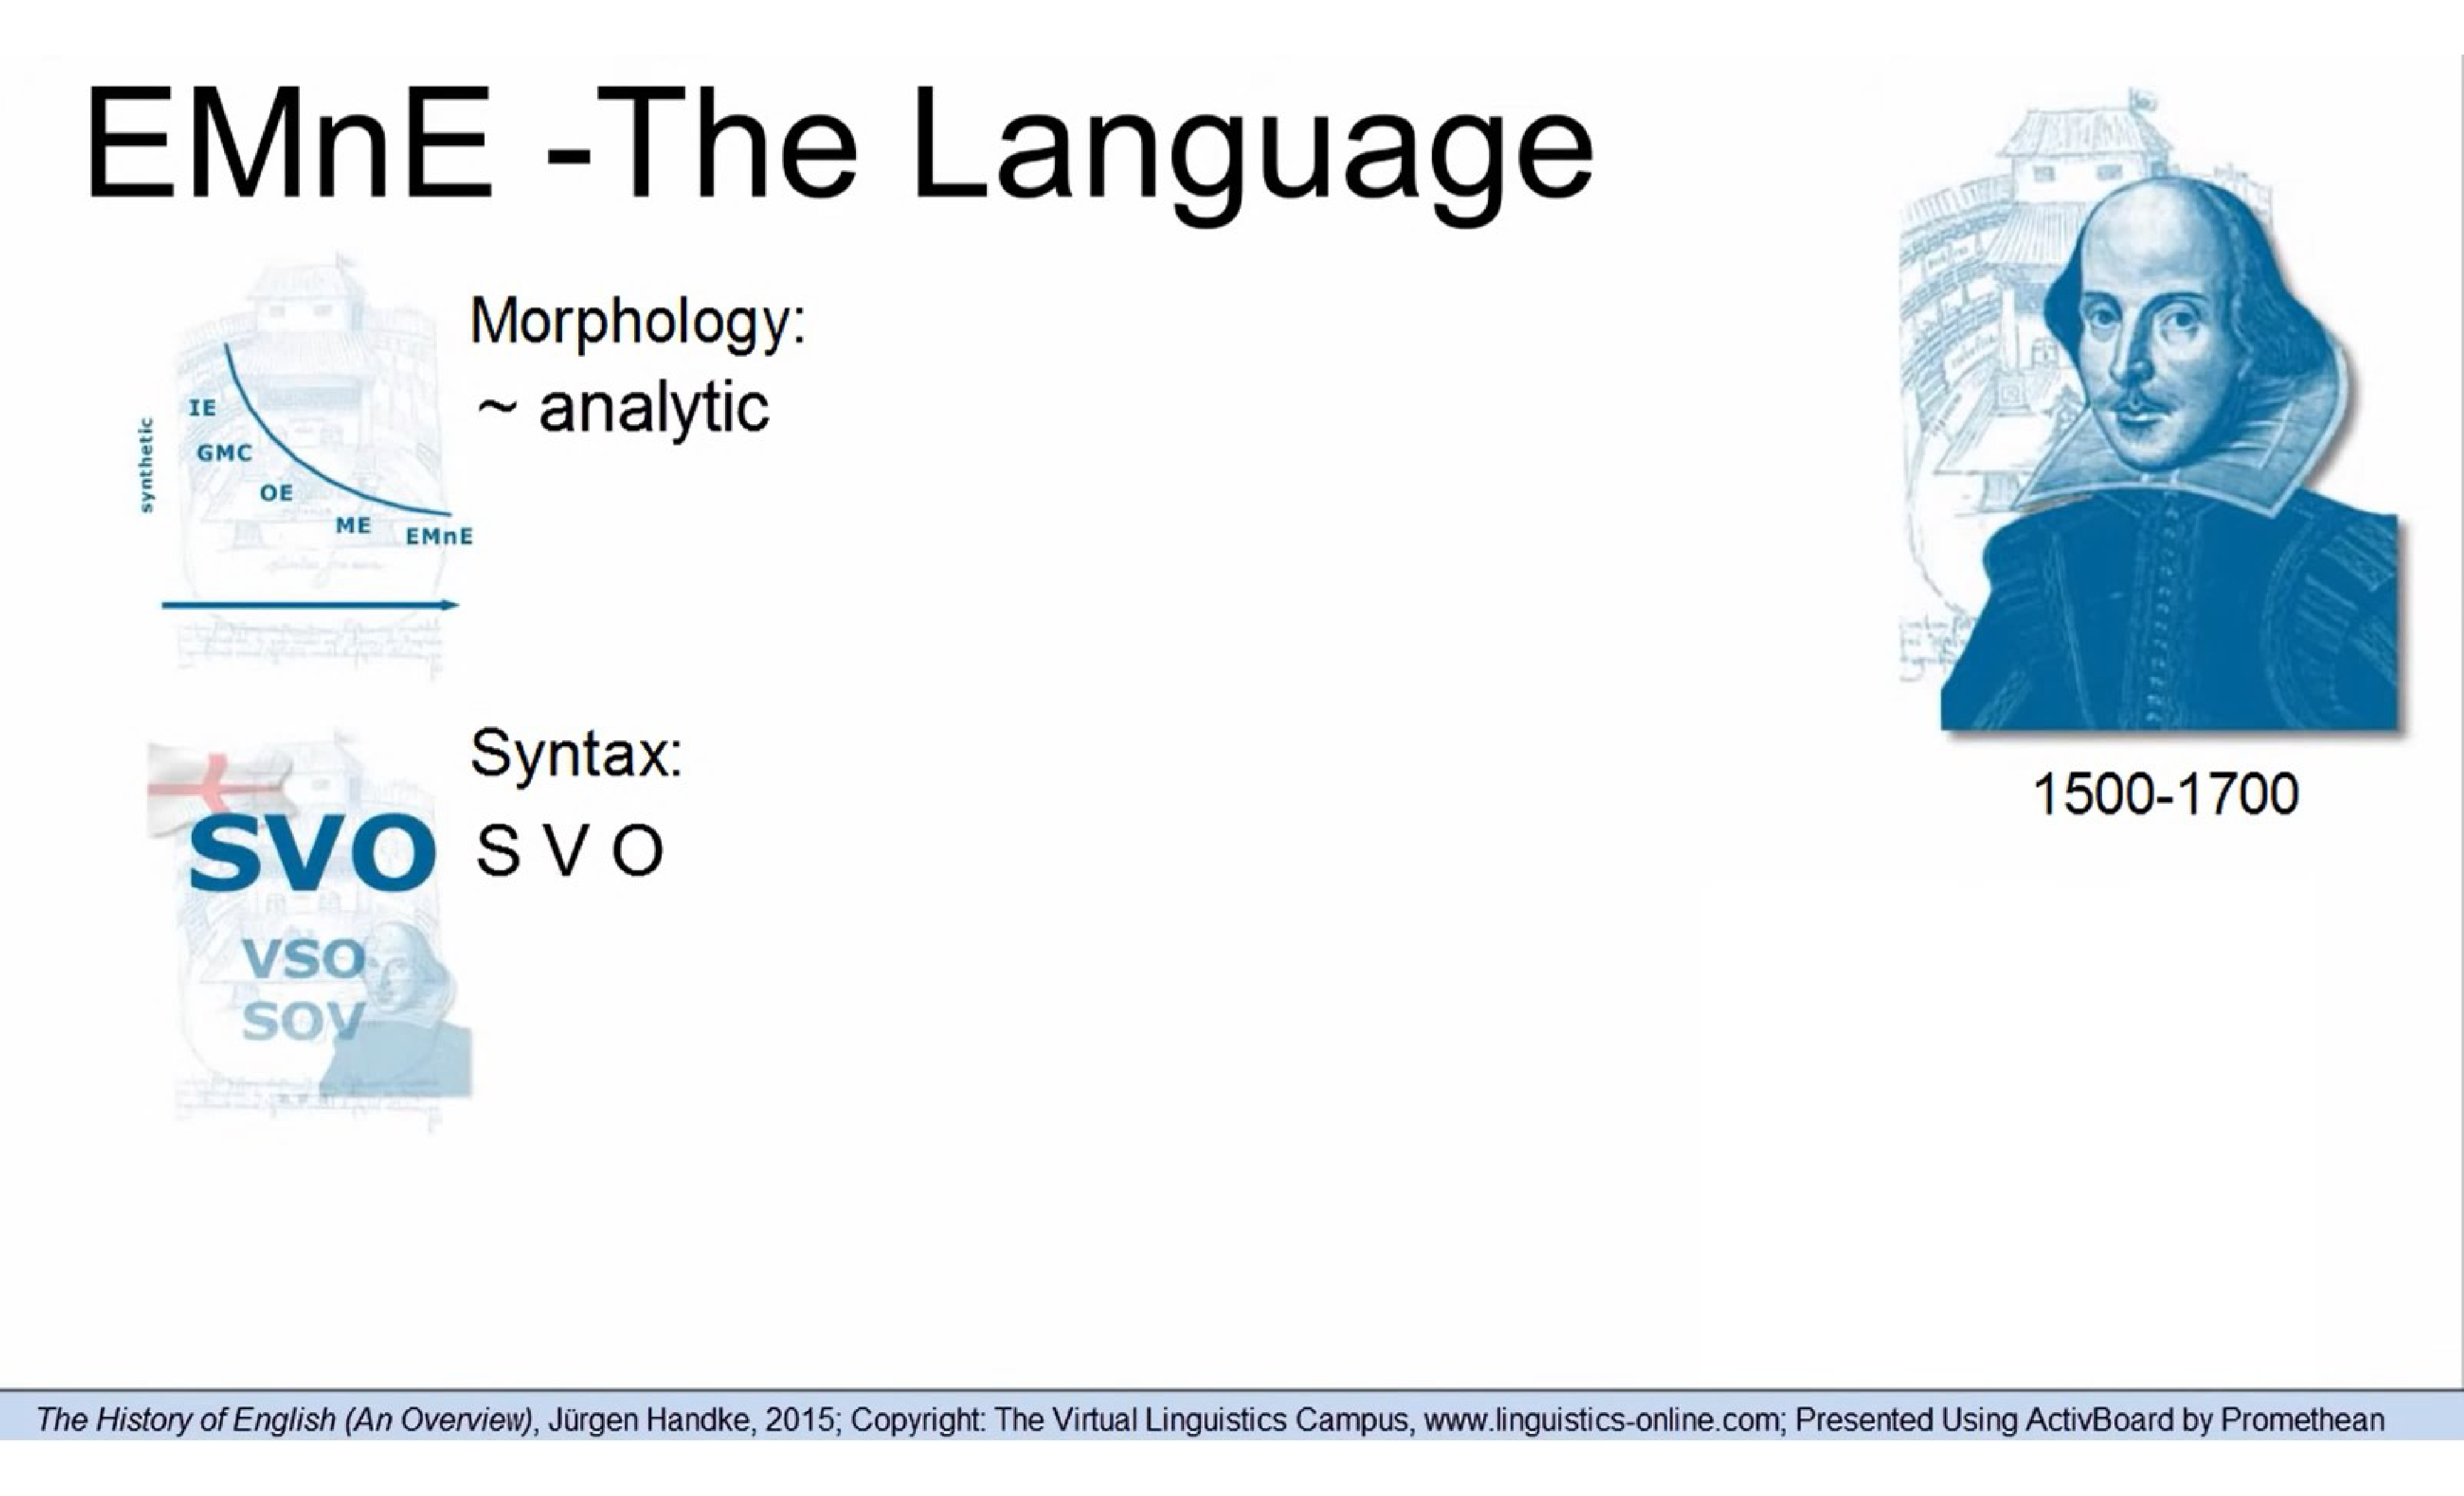 EMnE -The Language
Morphology:
~ analytic
synthetic
IE
GMC
OE
ME
EMnE
Syntax:
S V O
SVO
VSO
SOV
1500-1700
The History of English (An Overview), Jürgen Handke, 2015; Copyright: The Virtual Linguistics Campus, www.linguistics-online.com; Presented Using ActivBoard by Promethean